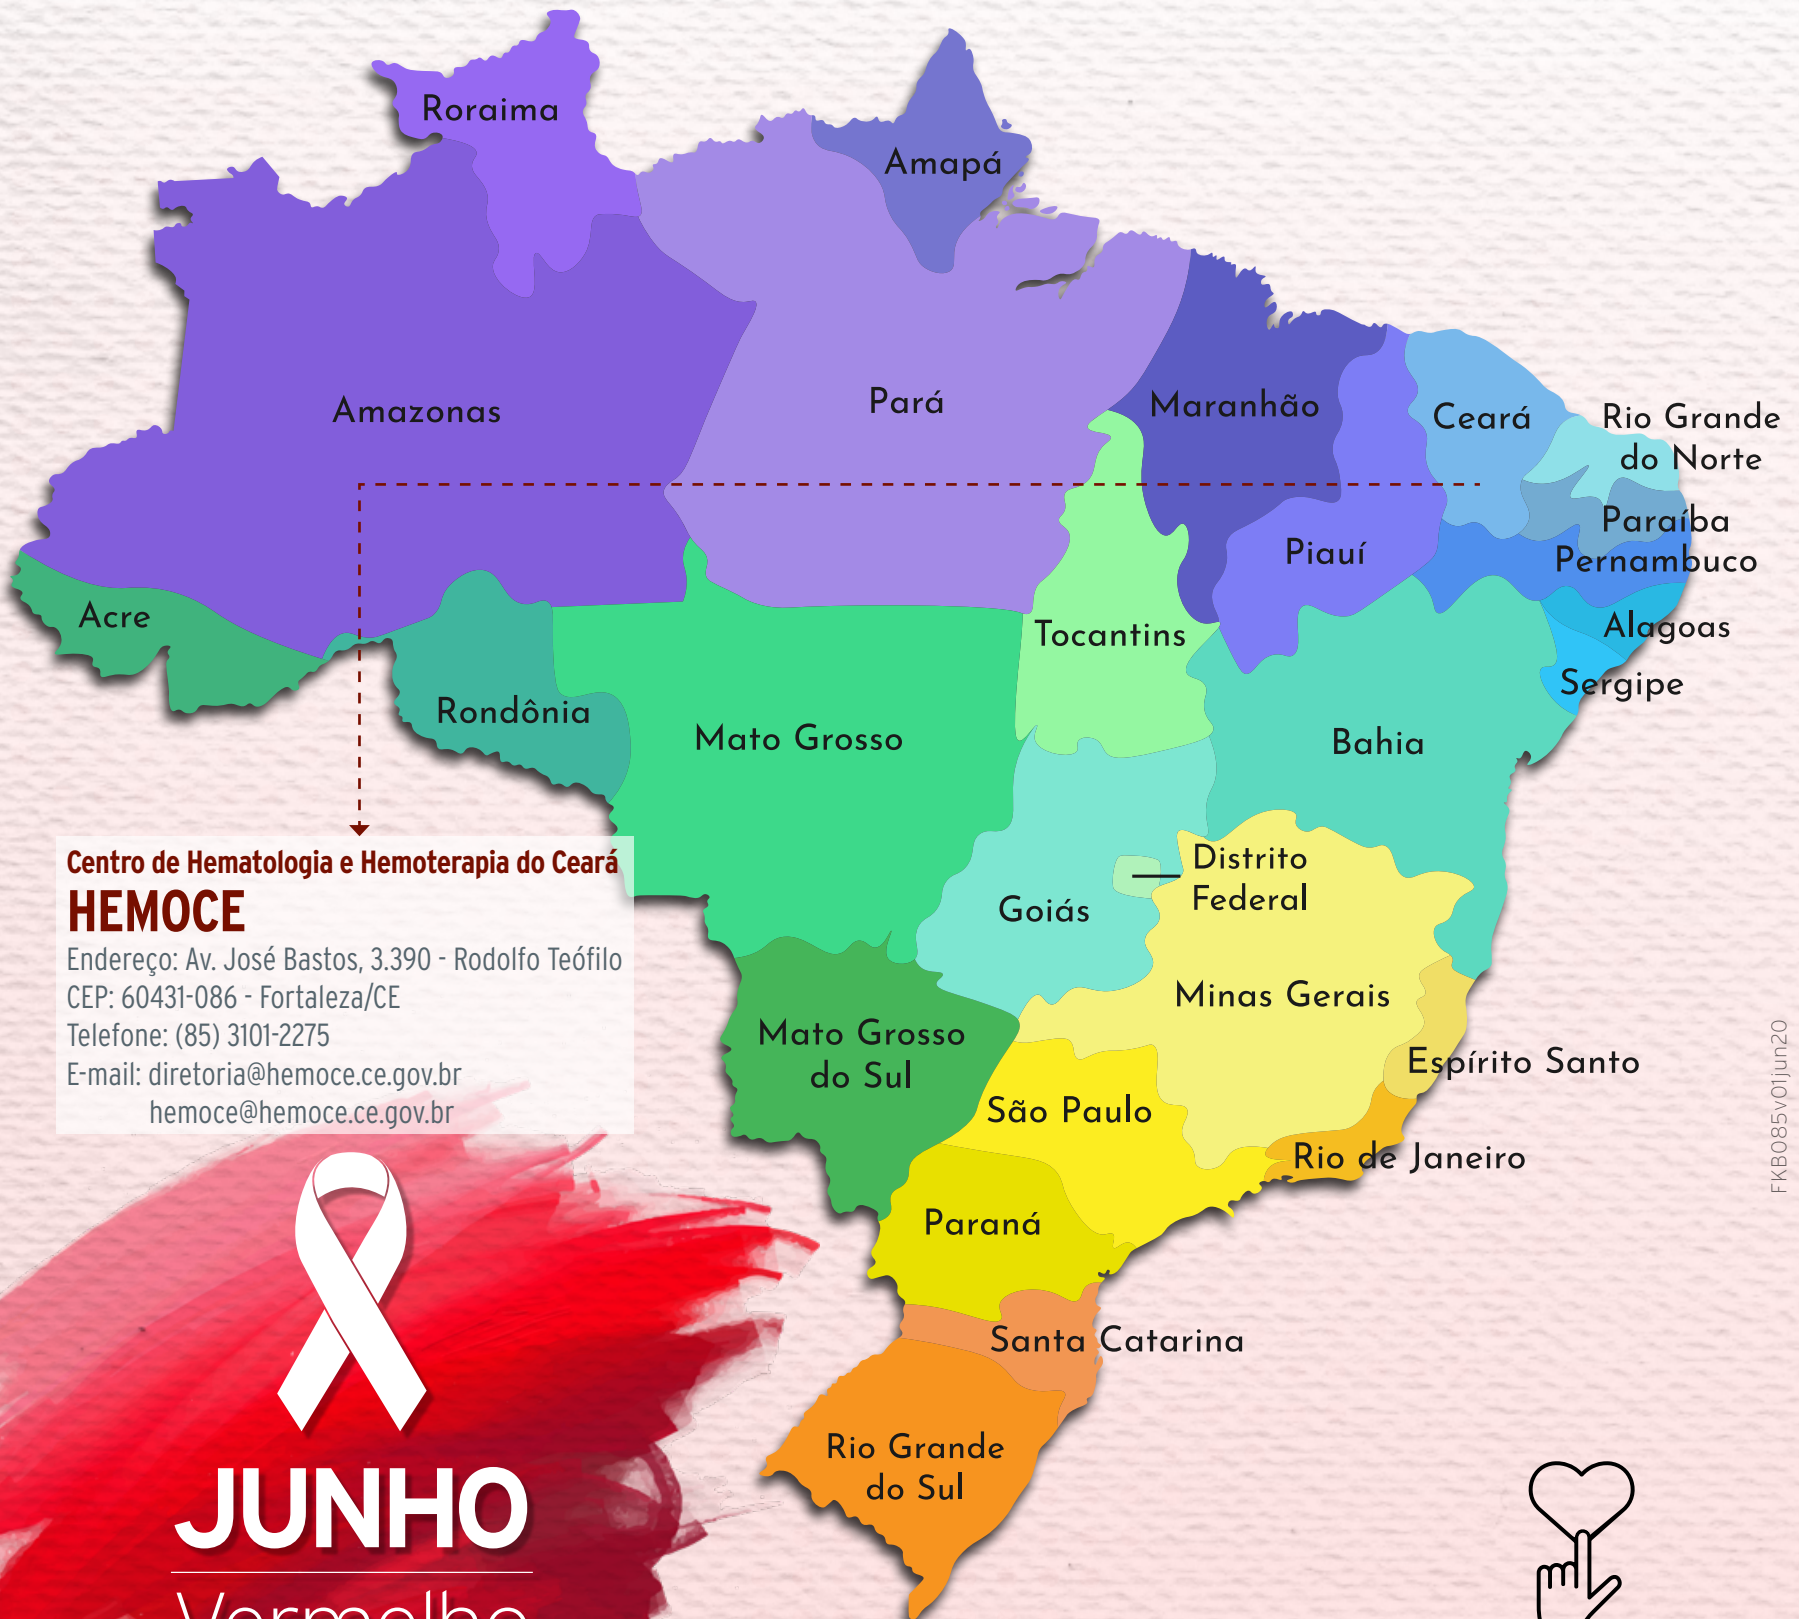 Roraima
Amapá
Amazonas
Pará
Maranhão
Ceará
Rio Grande
do Norte
Paraíba
Piauí
Pernambuco
Acre
Tocantins
Alagoas
Sergipe
Rondônia
Mato Grosso
Bahia
Distrito
Federal
Goiás
Minas Gerais
Mato Grosso
do Sul
Espírito Santo
São Paulo
Rio de Janeiro
Paraná
Santa Catarina
Rio Grande
do Sul
Centro de Hematologia e Hemoterapia do Ceará
HEMOCE
Endereço: Av. José Bastos, 3.390 - Rodolfo Teófilo
CEP: 60431-086 - Fortaleza/CE
Telefone: (85) 3101-2275
E-mail: diretoria@hemoce.ce.gov.br
hemoce@hemoce.ce.gov.br
JUNHO
Vermelho
FKB085v01jun20